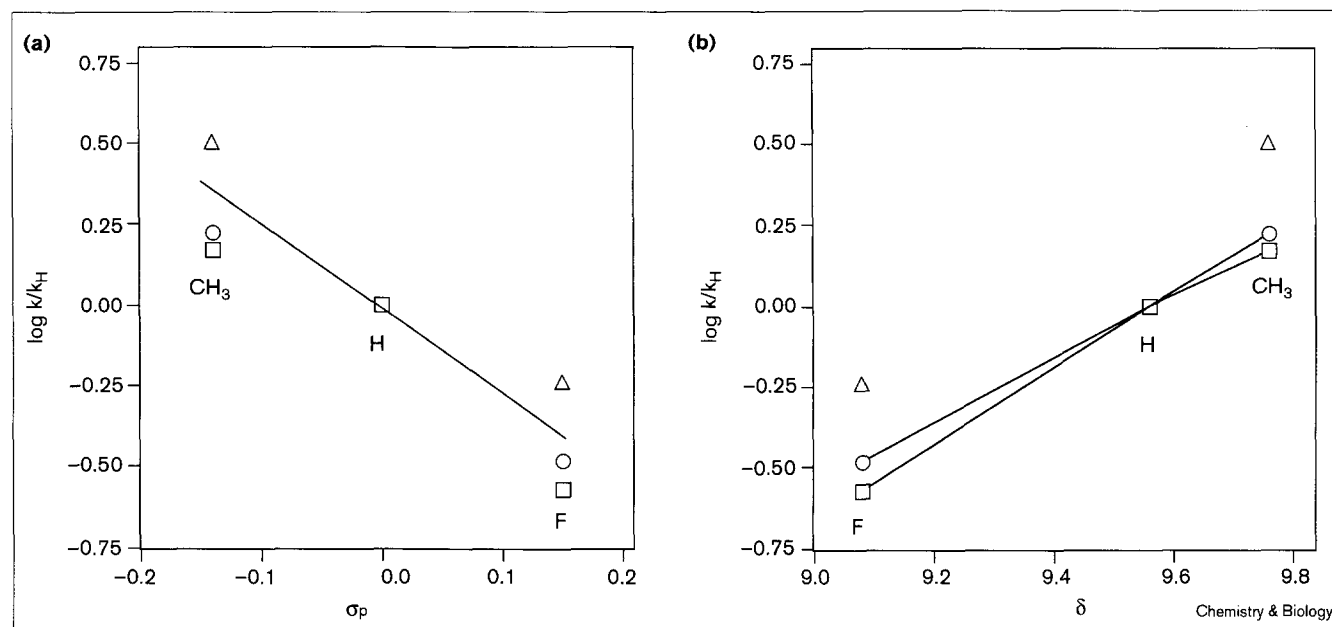 (a)
0.75
0.50
0.25
0.00
−0.25
−0.50
−0.75
log k/kH
CH3
H
F
−0.2
−0.1
0.0
0.1
0.2
σp
(b)
0.75
0.50
0.25
0.00
−0.25
−0.50
−0.75
log k/kH
CH3
H
F
9.0
9.2
9.4
9.6
9.8
δ
Chemistry & Biology